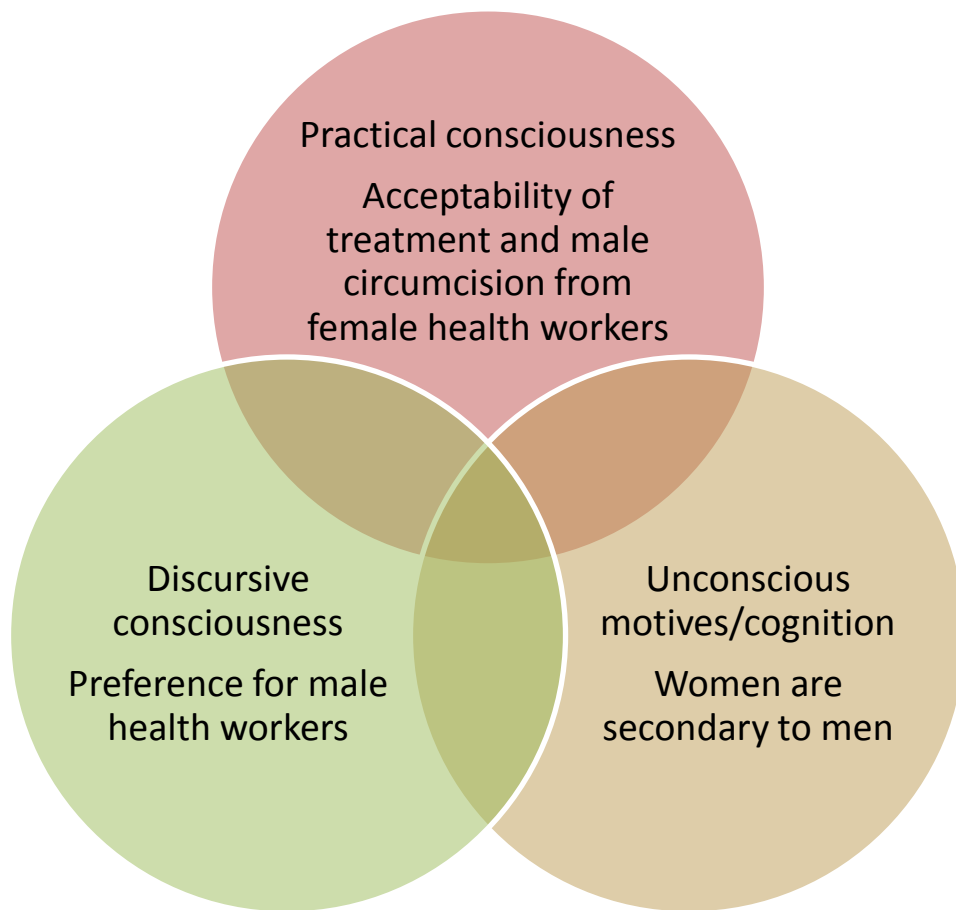 Practical consciousness
Acceptability of
treatment and male
circumcision from
female health workers
Discursive
consciousness
Preference for male
health workers
Unconscious
motives/cognition
Women are
secondary to men